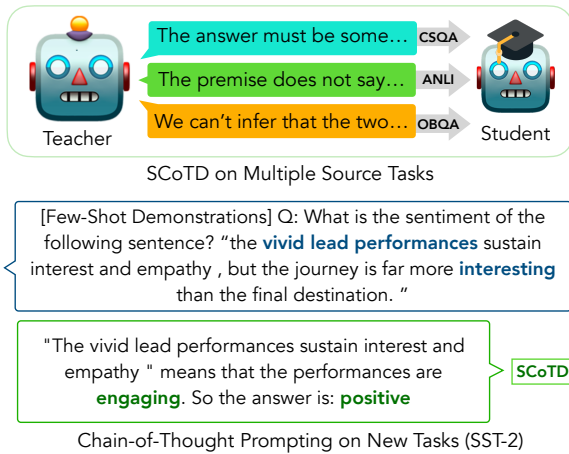 The answer must be some… CSQA
The premise does not say… ANLI
We can't infer that the two… OBQA
Teacher
Student
SCoTD on Multiple Source Tasks
[Few-Shot Demonstrations] Q: What is the sentiment of the
following sentence? "the vivid lead performances sustain
interest and empathy , but the journey is far more interesting
than the final destination. "
"The vivid lead performances sustain interest and
empathy " means that the performances are
engaging. So the answer is: positive
SCoTD
Chain-of-Thought Prompting on New Tasks (SST-2)